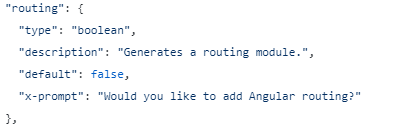 "routing": {
"type": "boolean",
"description": "Generates a routing module.",
"default": false,
"x-prompt": "Would you like to add Angular routing?"
},